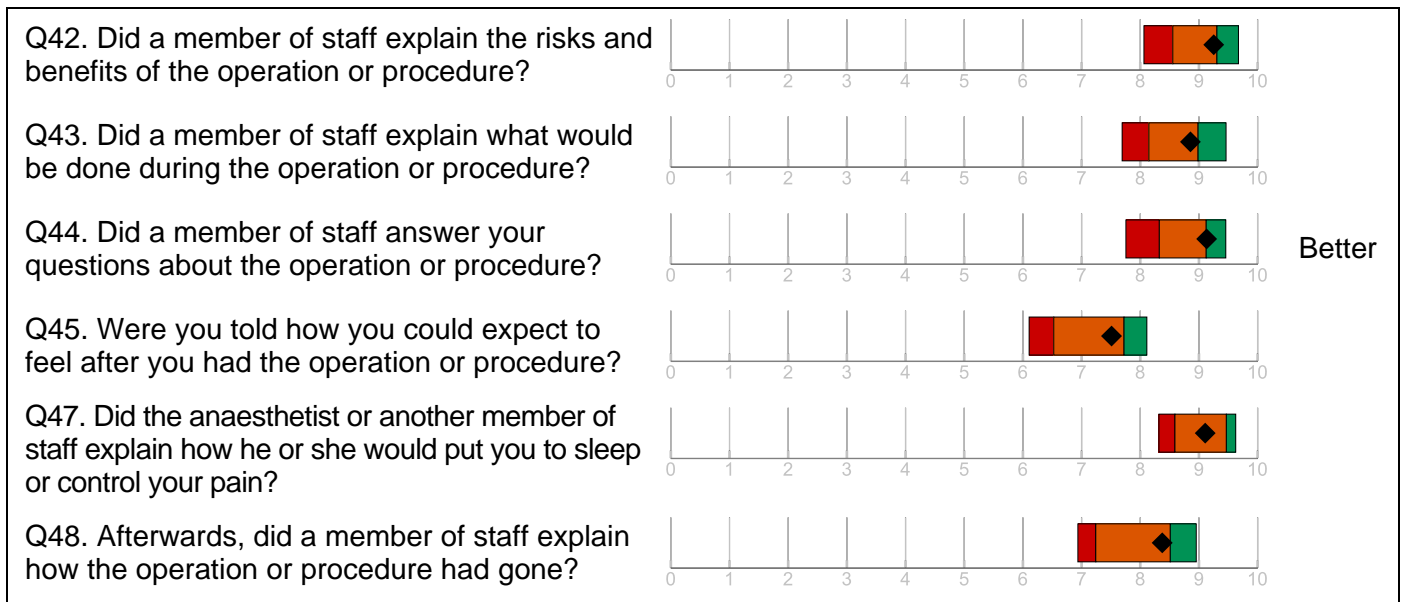 Q42. Did a member of staff explain the risks and
benefits of the operation or procedure?
0 1 2 3 4 5 6 7 8 9 10
Q43. Did a member of staff explain what would
be done during the operation or procedure?
0 1 2 3 4 5 6 7 8 9 10
Q44. Did a member of staff answer your
questions about the operation or procedure?
Better
0 1 2 3 4 5 6 7 8 9 10
Q45. Were you told how you could expect to
feel after you had the operation or procedure?
0 1 2 3 4 5 6 7 8 9 10
Q47. Did the anaesthetist or another member of
staff explain how he or she would put you to sleep
or control your pain?
0 1 2 3 4 5 6 7 8 9 10
Q48. Afterwards, did a member of staff explain
how the operation or procedure had gone?
0 1 2 3 4 5 6 7 8 9 10